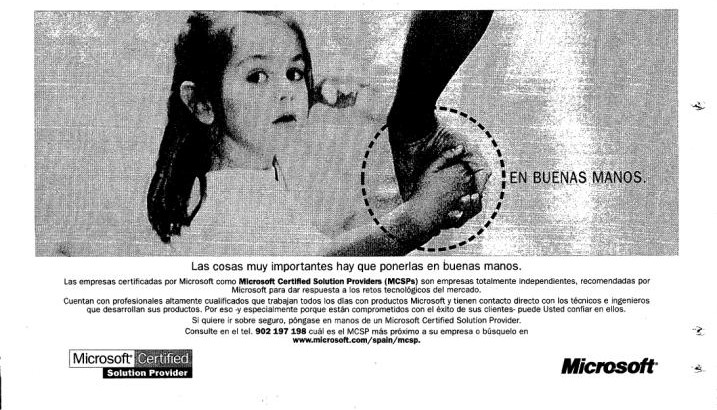 EN BUENAS MANOS.
Las cosas muy importantes hay que ponerlas en buenas manos.
Las empresas certificadas por Microsoft como Microsoft Certified Solution Providers (MCSPs) son empresas totalmente independientes, recomendadas por
Microsoft para dar respuesta a los retos tecnológicos del mercado.
Cuentan con profesionales altamente cualificados que trabajan todos los días con productos Microsoft y tienen contacto directo con los técnicos e ingenieros
que desarrollan sus productos. Por eso -y especialmente porque están comprometidos con el éxito de sus clientes- puede Usted confiar en ellos.
Si quiere ir sobre seguro, póngase en manos de un Microsoft Certified Solution Provider.
Consulte en el tel. 902 197 198 cuál es el MCSP más próximo a su empresa o búsquelo en
www.microsoft.com/spain/mcsp.
Microsoft Certified
Solution Provider
Microsoft